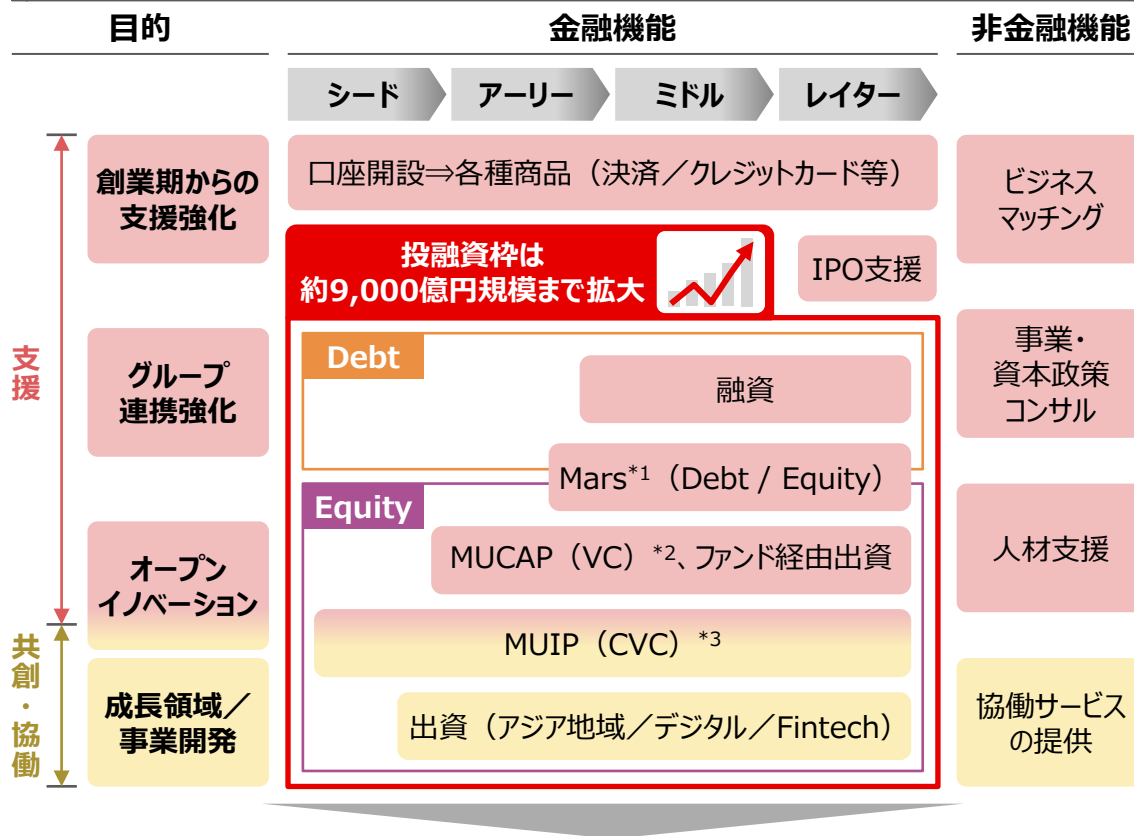 目的
金融機能
非金融機能
シード
アーリー
ミドル
レイター
支援
共創・協働
創業期からの
支援強化
グループ
連携強化
オープン
イノベーション
成長領域／
事業開発
口座開設⇒各種商品（決済／クレジットカード等）
投融資枠は
約9,000億円規模まで拡大
IPO支援
Debt
融資
Mars*1（Debt / Equity）
Equity
MUCAP（VC）*2、ファンド経由出資
MUIP（CVC）*3
出資（アジア地域／デジタル／Fintech）
ビジネス
マッチング
事業・
資本政策
コンサル
人材支援
協働サービス
の提供